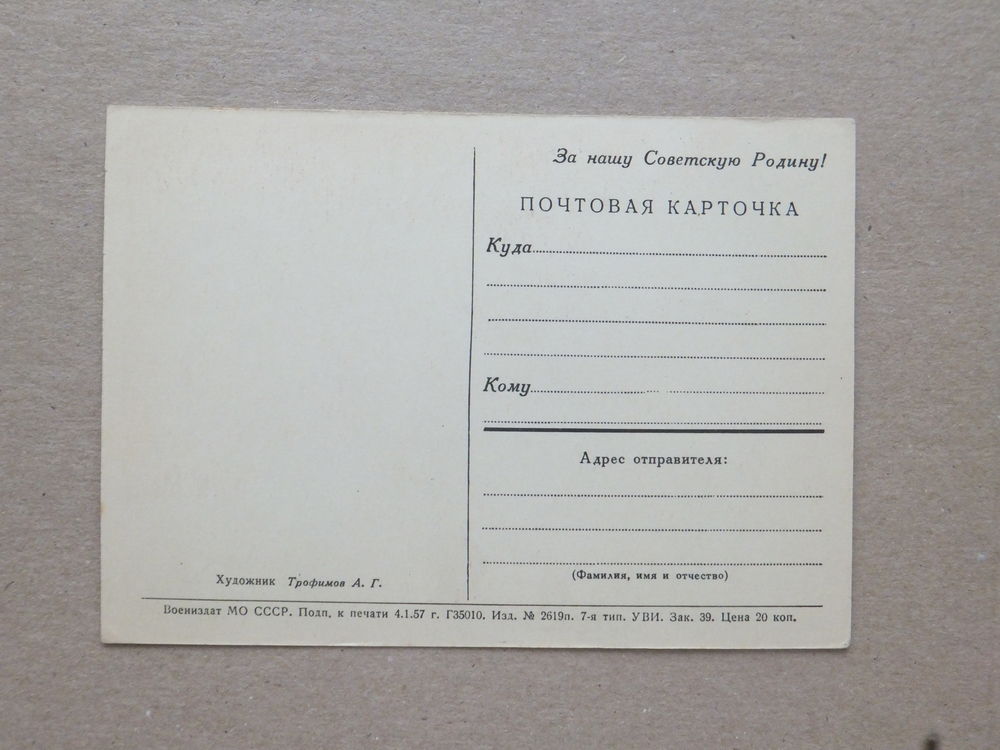 За нашу Советскую Родину!
ПОЧТОВАЯ КАРТОЧКА
Куда
Кому
Адрес отправителя:
(Фамилия, имя и отчество)
Художник Трофимов А. Г.
Воениздат МО СССР. Подп. к печати 4.1.57 г. Г35010. Изд. № 2619п. 7-я тип. УВИ. Зак. 39. Цена 20 коп.